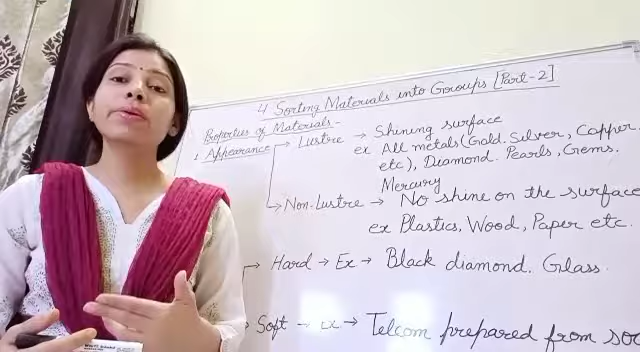 4 Sorting Materials into Groups [Part-2]
Properties of Materials-
1. Appearance → Lustre → Shining surface
ex All metals (Gold. Silver, Copper,
etc), Diamond. Pearls, Gems.
Mercury
→ Non-Lustre → No shine on the surface
ex Plastics, Wood, Paper etc.
→ Hard → Ex → Black diamond. Glass.
Soft - ex → Telcom prepared from